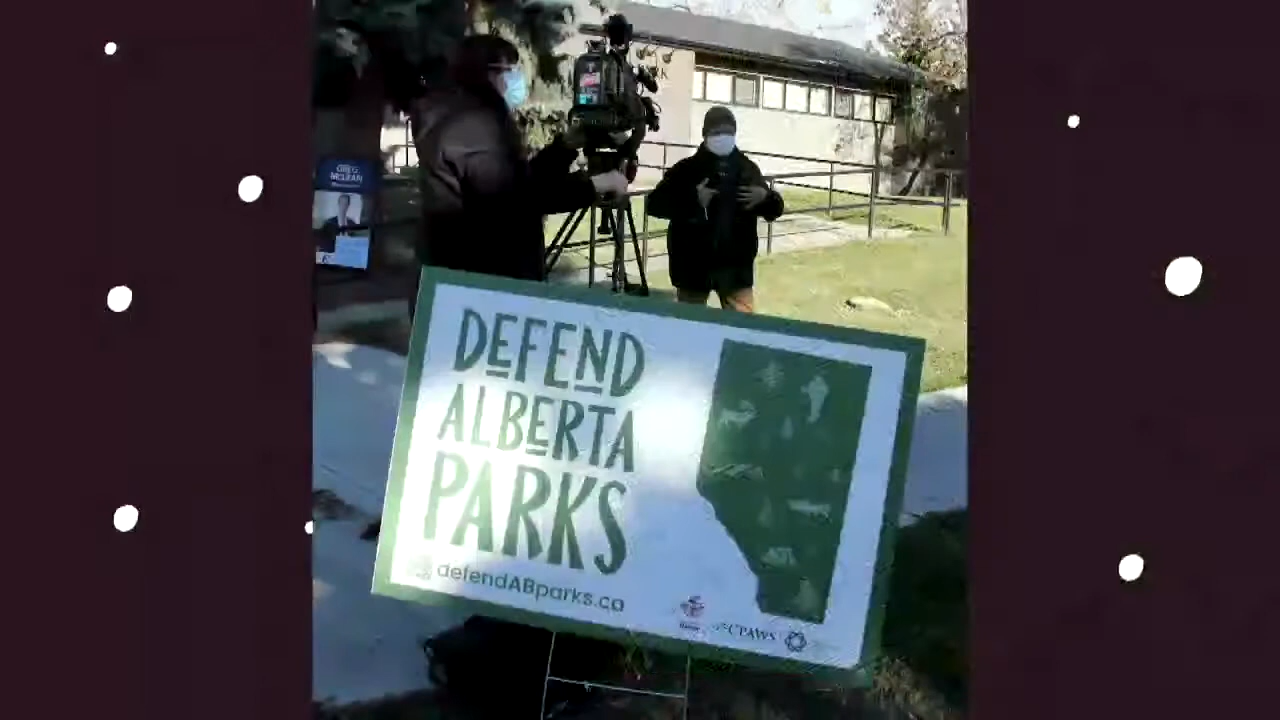 GREG
MCLEAN
DEFEND
ALBERTA
PARKS
defendABparks.ca
CPAWS